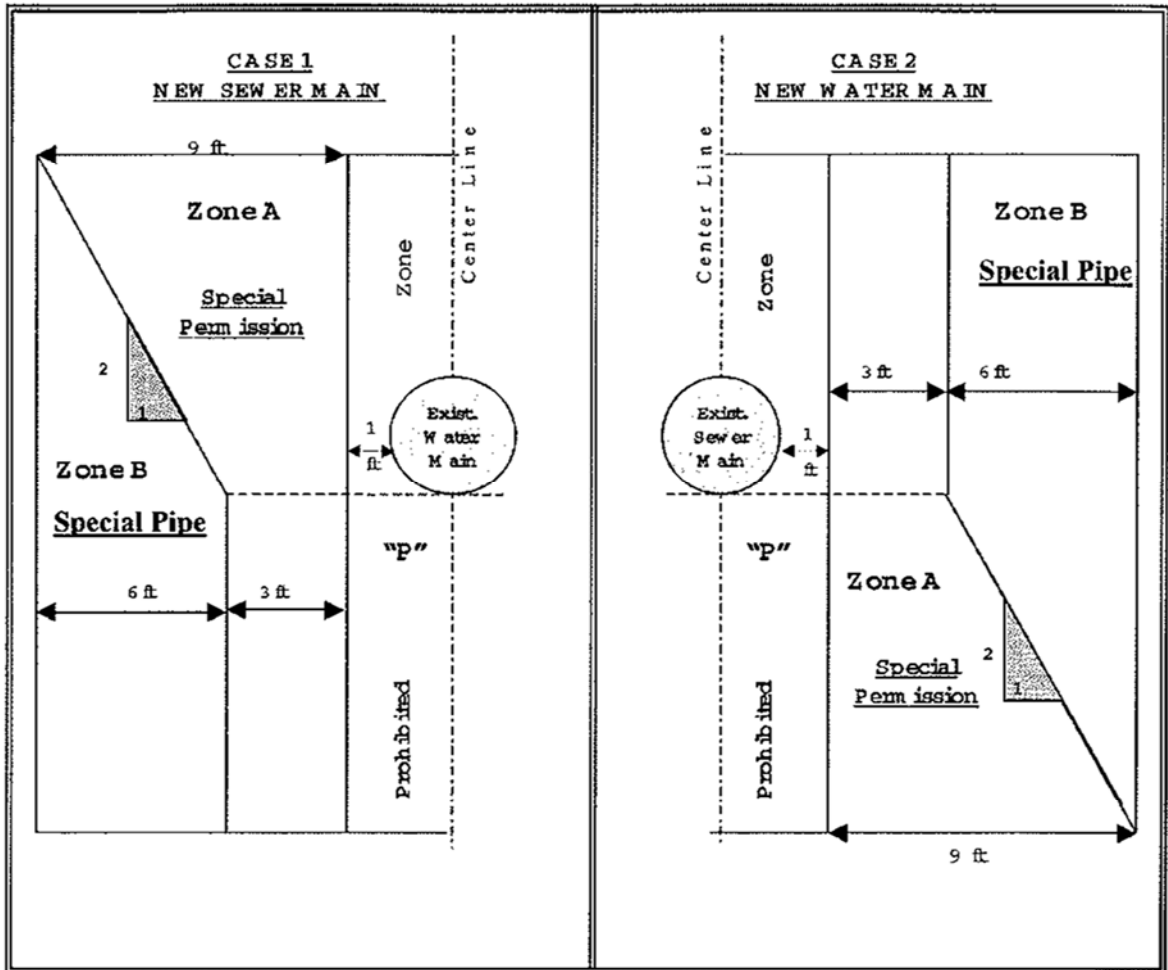 CASE 1
NEW SEWER MAIN
9 ft
Zone A
Special
Permission
Zone
Center Line
2
1
1
ft
Exist.
Water
Main
Zone B
Special Pipe
"P"
6 ft
3 ft
Prohibited
CASE 2
NEW WATER MAIN
Center Line
Zone
Zone B
Special Pipe
3 ft
6 ft
Exist.
Sewer
Main
1
ft
"P"
Zone A
Special
Permission
2
1
Prohibited
9 ft